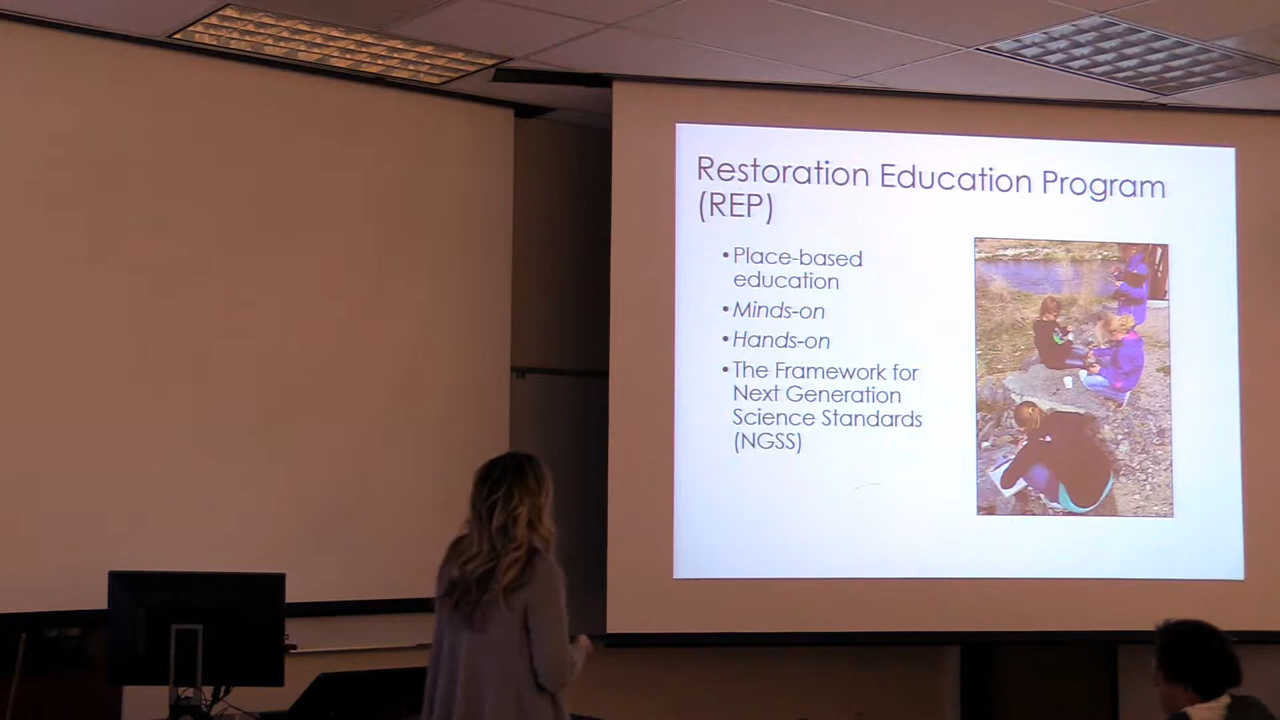 Restoration Education Program
(REP)
• Place-based
education
• Minds-on
• Hands-on
• The Framework for
Next Generation
Science Standards
(NGSS)